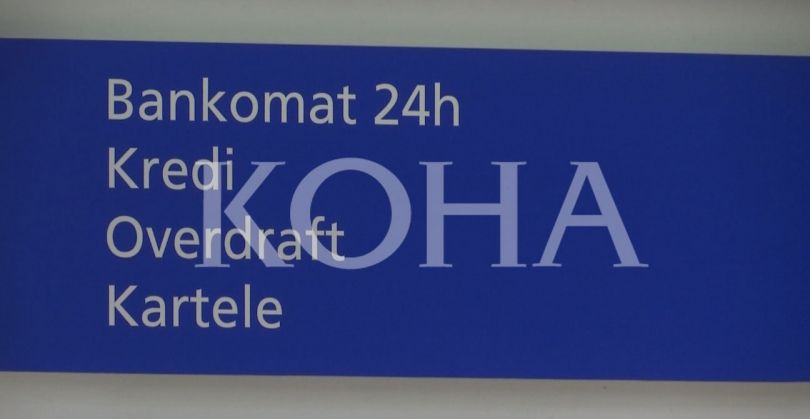 Bankomat 24h
Kredi
Overdraft
Kartele
KOHA